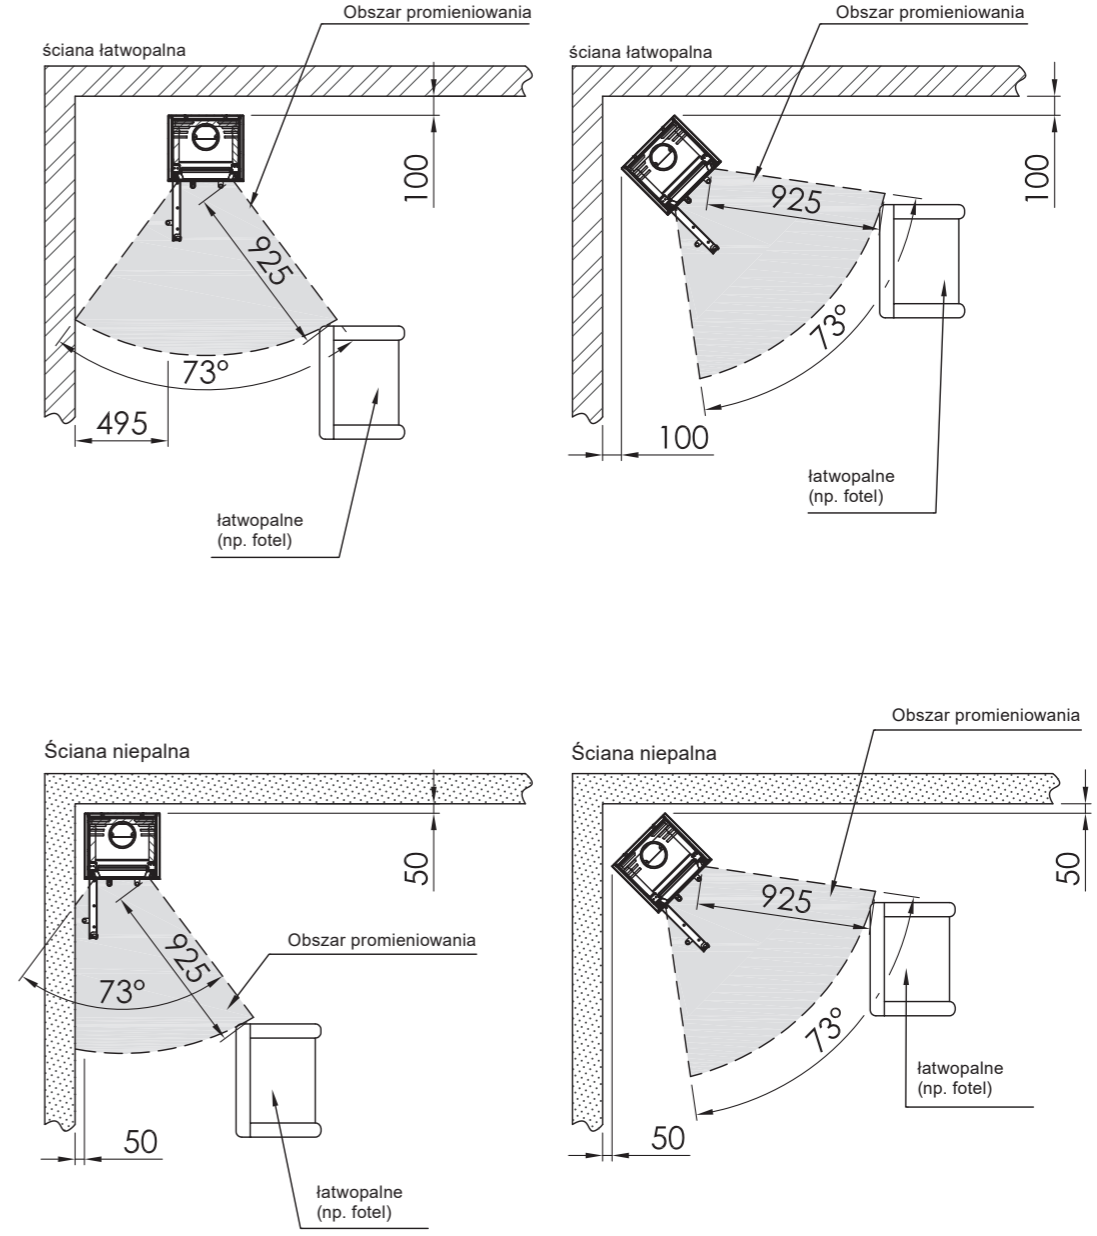 Obszar promieniowania
ściana łatwopalna
100
925
73°
495
łatwopalne
(np. fotel)
Obszar promieniowania
ściana łatwopalna
100
925
73°
100
łatwopalne
(np. fotel)
Ściana niepalna
50
Obszar promieniowania
925
73°
50
łatwopalne
(np. fotel)
Obszar promieniowania
Ściana niepalna
50
925
73°
łatwopalne
(np. fotel)
50